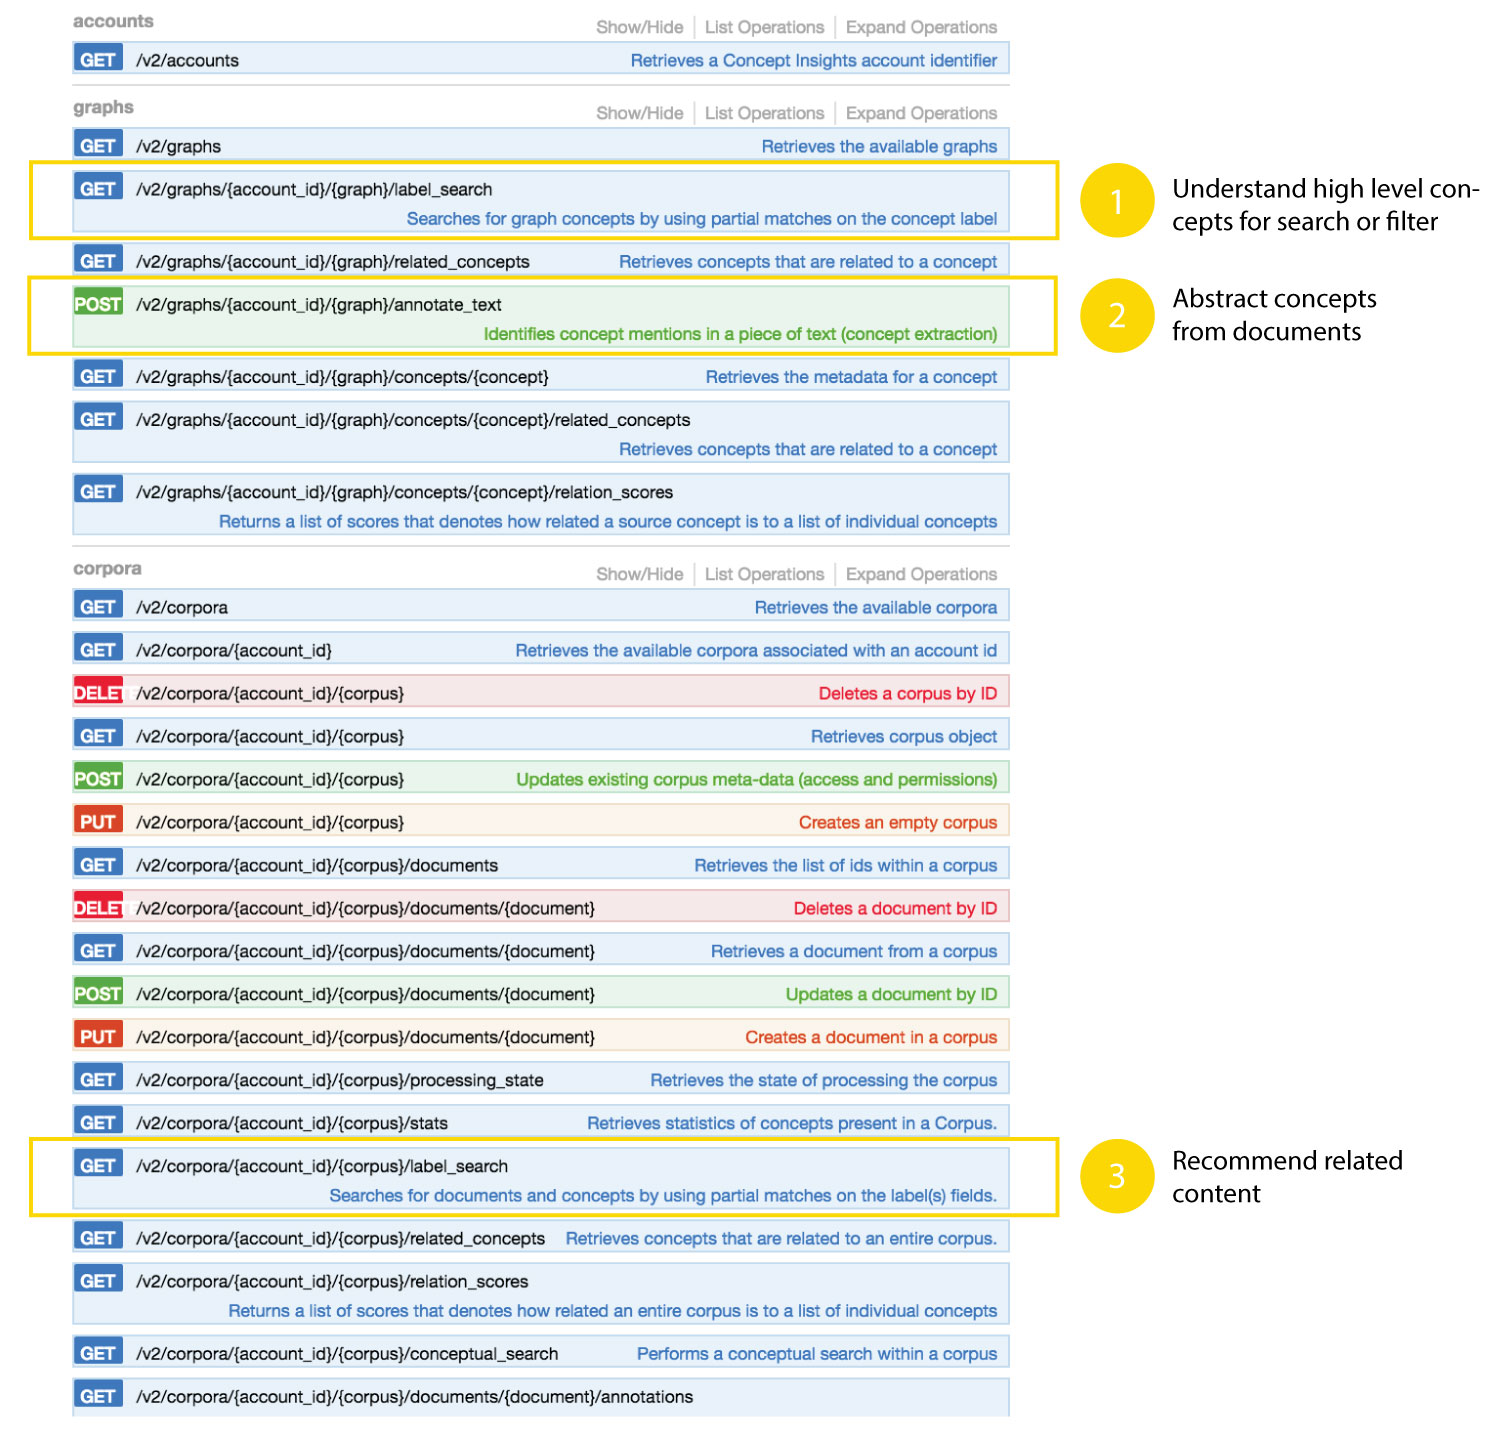 accounts
Show/Hide List Operations Expand Operations
GET /v2/accounts Retrieves a Concept Insights account identifier
graphs
Show/Hide List Operations Expand Operations
GET /v2/graphs Retrieves the available graphs
GET /v2/graphs/{account_id}/{graph}/label_search
Searches for graph concepts by using partial matches on the concept label
1 Understand high level con-
cepts for search or filter
GET /v2/graphs/{account_id}/{graph}/related_concepts Retrieves concepts that are related to a concept
POST /v2/graphs/{account_id}/{graph}/annotate_text
Identifies concept mentions in a piece of text (concept extraction)
2 Abstract concepts
from documents
GET /v2/graphs/{account_id}/{graph}/concepts/{concept} Retrieves the metadata for a concept
GET /v2/graphs/{account_id}/{graph}/concepts/{concept}/related_concepts
Retrieves concepts that are related to a concept
GET /v2/graphs/{account_id}/{graph}/concepts/{concept}/relation_scores
Returns a list of scores that denotes how related a source concept is to a list of individual concepts
corpora
Show/Hide List Operations Expand Operations
GET /v2/corpora Retrieves the available corpora
GET /v2/corpora/{account_id} Retrieves the available corpora associated with an account id
DELETE /v2/corpora/{account_id}/{corpus} Deletes a corpus by ID
GET /v2/corpora/{account_id}/{corpus} Retrieves corpus object
POST /v2/corpora/{account_id}/{corpus} Updates existing corpus meta-data (access and permissions)
PUT /v2/corpora/{account_id}/{corpus} Creates an empty corpus
GET /v2/corpora/{account_id}/{corpus}/documents Retrieves the list of ids within a corpus
DELETE /v2/corpora/{account_id}/{corpus}/documents/{document} Deletes a document by ID
GET /v2/corpora/{account_id}/{corpus}/documents/{document} Retrieves a document from a corpus
POST /v2/corpora/{account_id}/{corpus}/documents/{document} Updates a document by ID
PUT /v2/corpora/{account_id}/{corpus}/documents/{document} Creates a document in a corpus
GET /v2/corpora/{account_id}/{corpus}/processing_state Retrieves the state of processing the corpus
GET /v2/corpora/{account_id}/{corpus}/stats Retrieves statistics of concepts present in a Corpus.
GET /v2/corpora/{account_id}/{corpus}/label_search
Searches for documents and concepts by using partial matches on the label(s) fields.
3 Recommend related
content
GET /v2/corpora/{account_id}/{corpus}/related_concepts Retrieves concepts that are related to an entire corpus.
GET /v2/corpora/{account_id}/{corpus}/relation_scores
Returns a list of scores that denotes how related an entire corpus is to a list of individual concepts
GET /v2/corpora/{account_id}/{corpus}/conceptual_search Performs a conceptual search within a corpus
GET /v2/corpora/{account_id}/{corpus}/documents/{document}/annotations